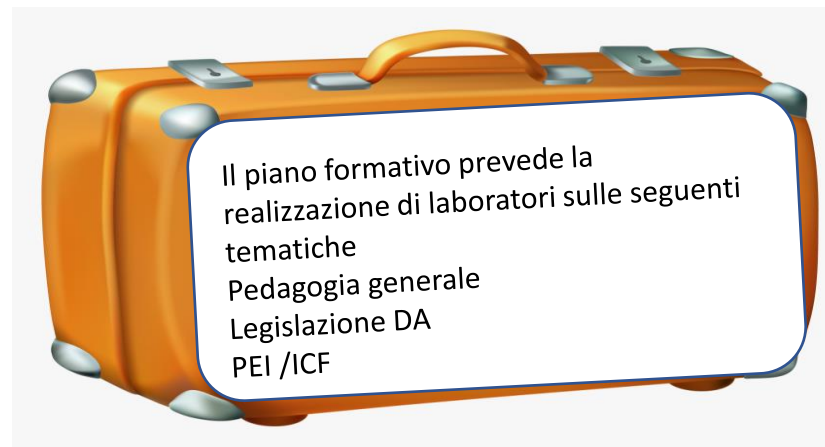 Il piano formativo prevede la
realizzazione di laboratori sulle seguenti
tematiche
Pedagogia generale
Legislazione DA
PEI /ICF